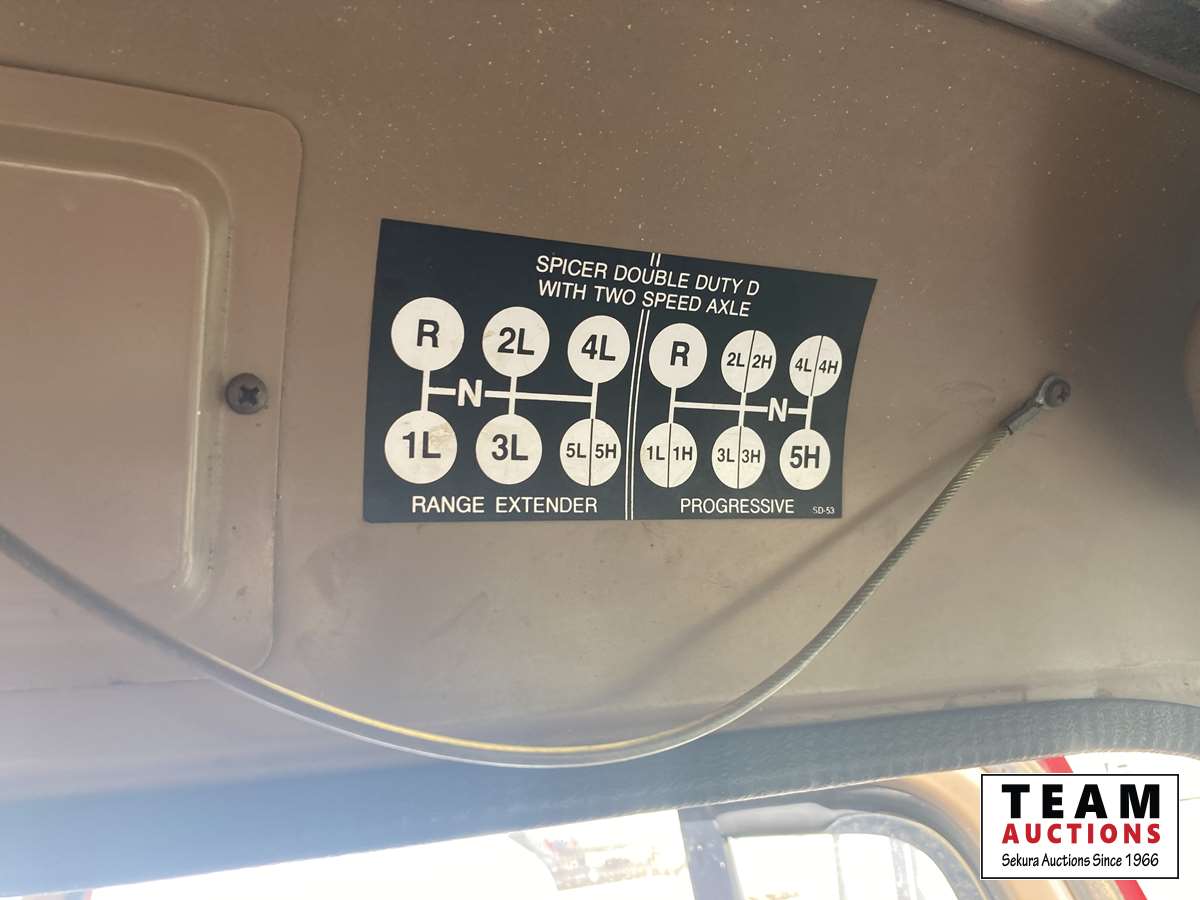 SPICER DOUBLE DUTY D
WITH TWO SPEED AXLE
R 2L 4L
N
1L 3L 5L 5H
RANGE EXTENDER
R 2L 2H 4L 4H
N
1L 1H 3L 3H 5H
PROGRESSIVE
SD-53
TEAM
AUCTIONS
Sekura Auctions Since 1966